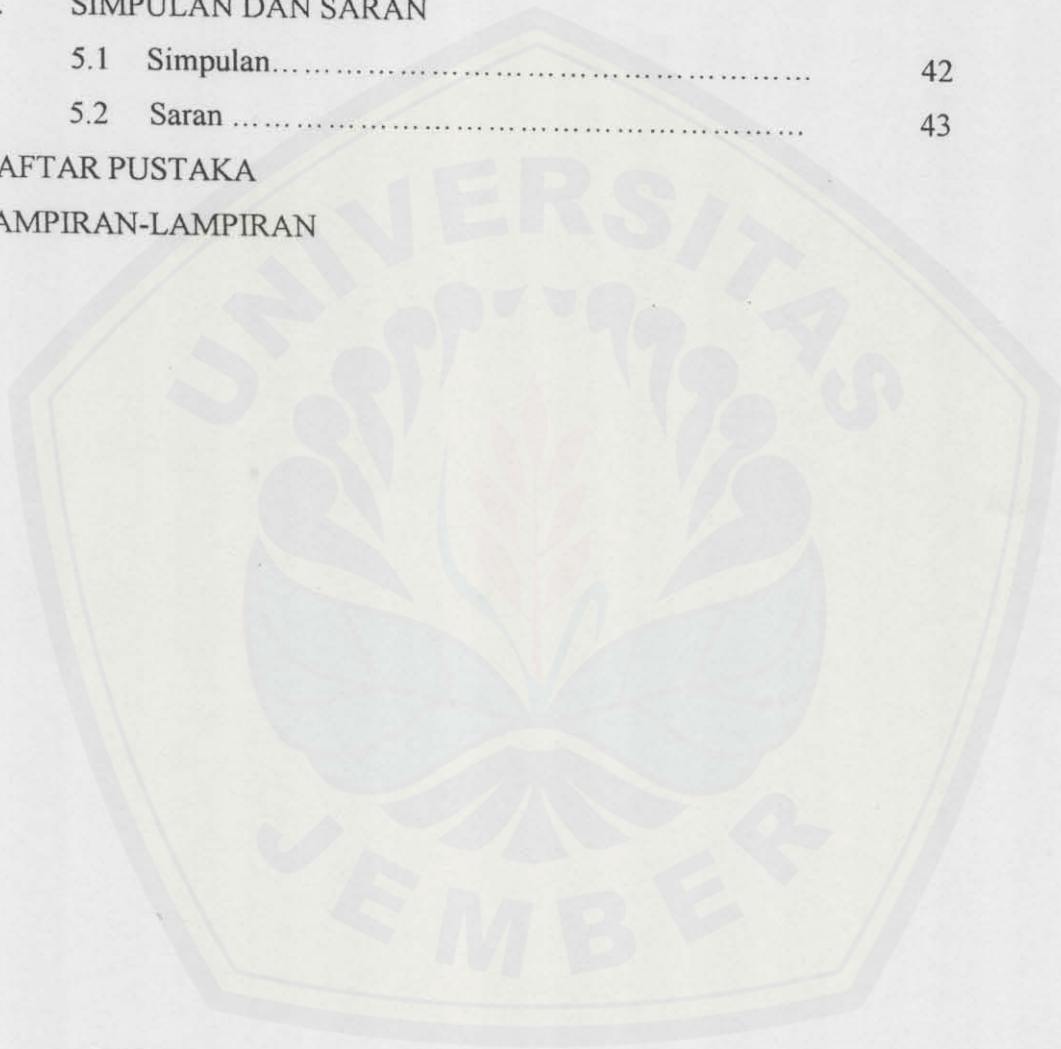 . SIMPULAN DAN SARAN
5.1 Simpulan……………………………………………… 42
5.2 Saran ………………………………………………… 43
AFTAR PUSTAKA
AMPIRAN-LAMPIRAN
UNIVERSITAS
JEMBER